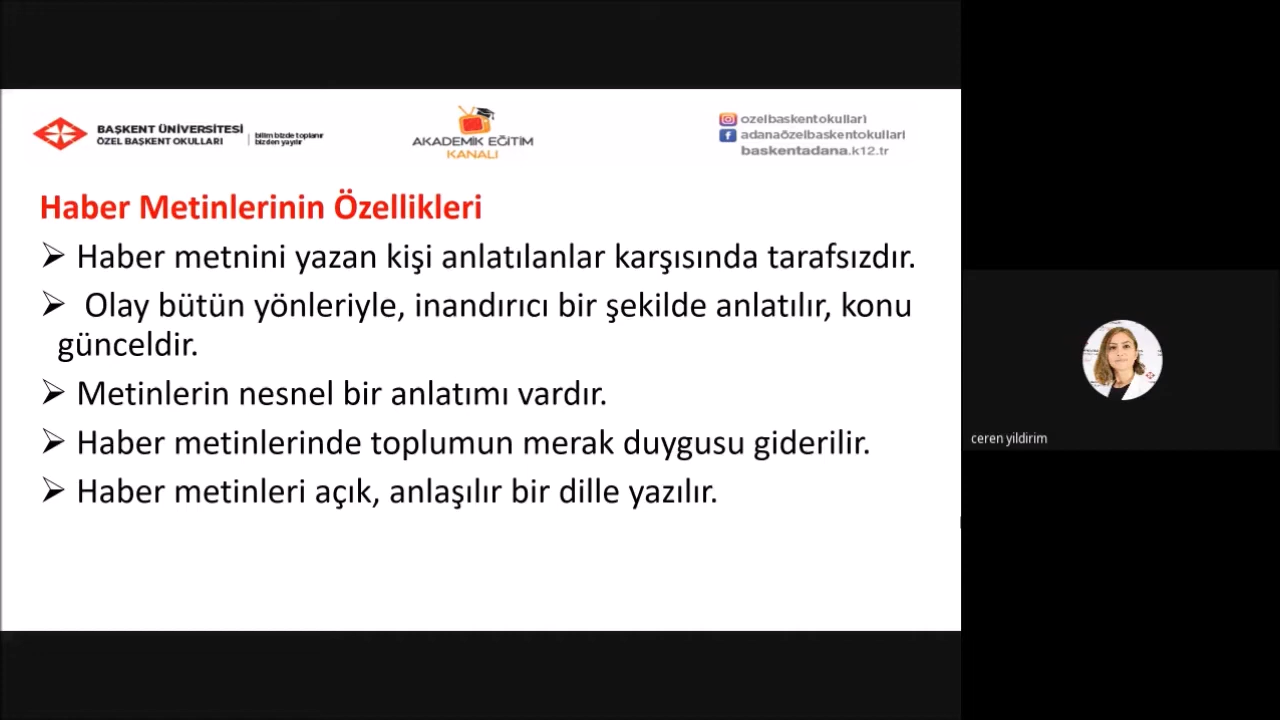 BAŞKENT ÜNİVERSİTESİ
ÖZEL BAŞKENT OKULLARI
bilim bizde toplanır
bizden yayılır
AKADEMİK EĞİTİM
KANALI
ozelbaskentokullari
adanaözelbaskentokullari
baskentadana.k12.tr
Haber Metinlerinin Özellikleri
➢ Haber metnini yazan kişi anlatılanlar karşısında tarafsızdır.
➢ Olay bütün yönleriyle, inandırıcı bir şekilde anlatılır, konu
günceldir.
➢ Metinlerin nesnel bir anlatımı vardır.
➢ Haber metinlerinde toplumun merak duygusu giderilir.
➢ Haber metinleri açık, anlaşılır bir dille yazılır.
ceren yildirim